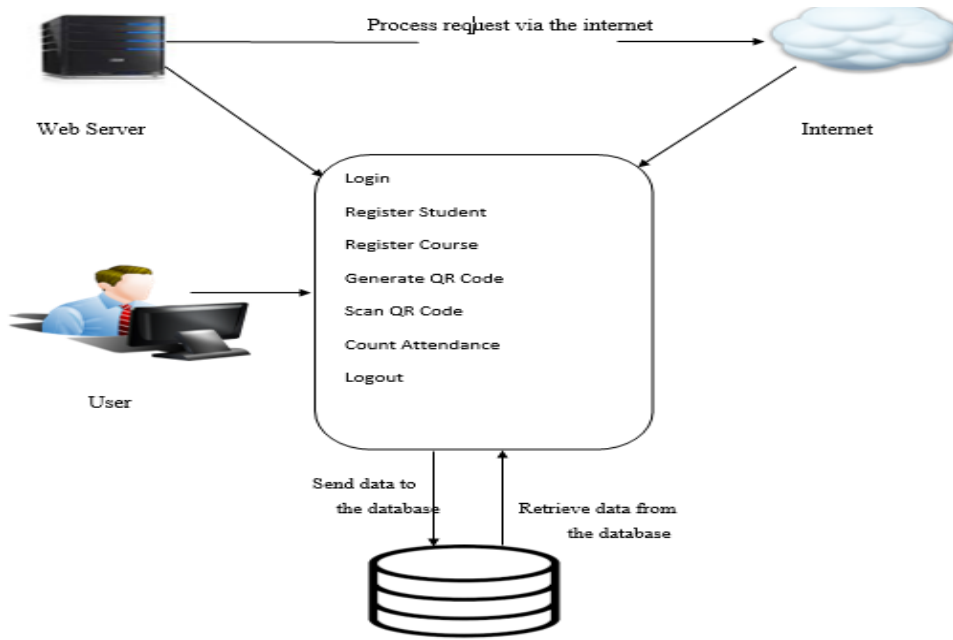 Process request via the internet
Web Server
Internet
Login
Register Student
Register Course
Generate QR Code
Scan QR Code
Count Attendance
Logout
User
Send data to
the database
Retrieve data from
the database